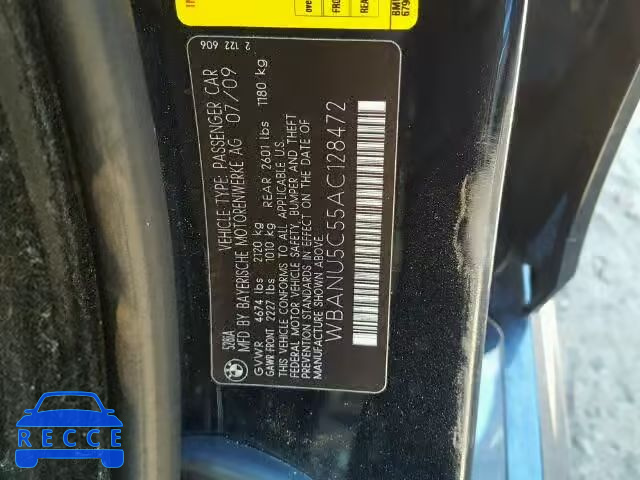 2 122 606
VEHICLE TYPE: PASSENGER CAR
MFD BY BAYERISCHE MOTORENWERKE AG 07/09
528iA
GVWR 4674 lbs 2120 kg
GAWR FRONT 2227 lbs 1010 kg REAR 2601 lbs 1180 kg
THIS VEHICLE CONFORMS TO ALL APPLICABLE U.S.
FEDERAL MOTOR VEHICLE SAFETY, BUMPER AND THEFT
PREVENTION STANDARDS IN EFFECT ON THE DATE OF
MANUFACTURE SHOWN ABOVE.
WBANU5C55AC128472
RECCE